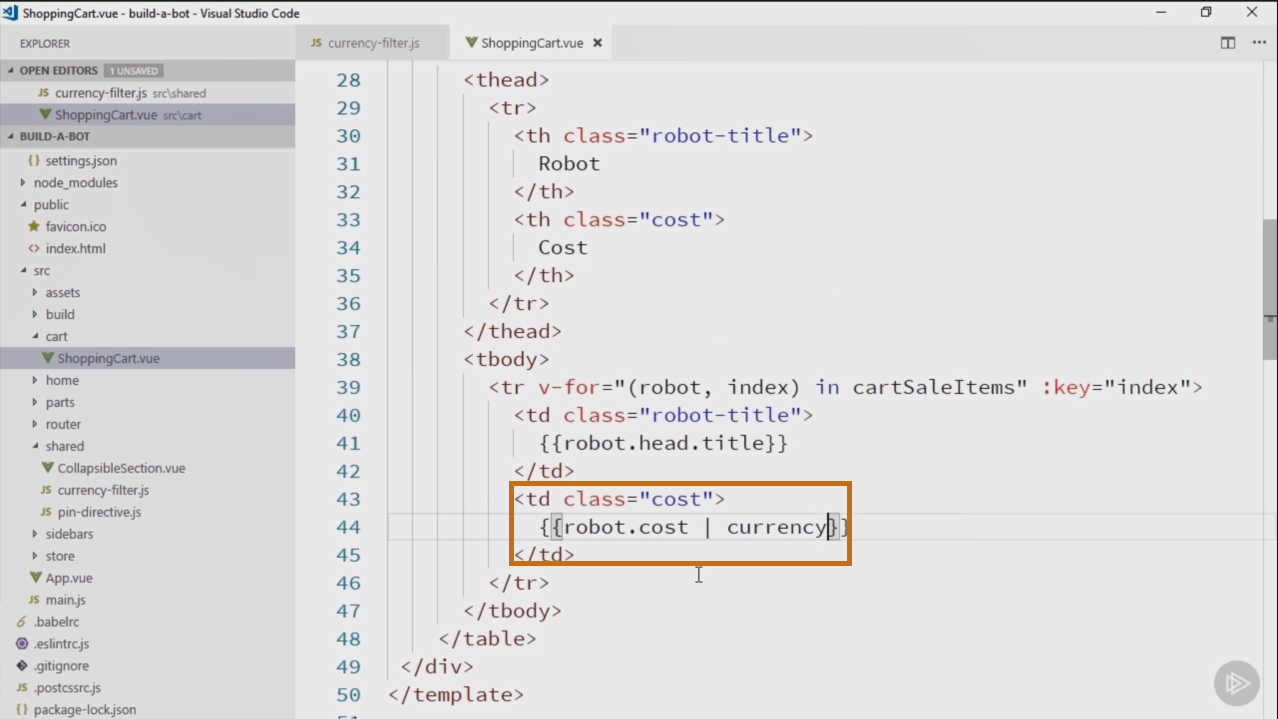 ShoppingCart.vue - build-a-bot - Visual Studio Code
EXPLORER
OPEN EDITORS 1 UNSAVED
JS currency-filter.js src\shared
ShoppingCart.vue src\cart
BUILD-A-BOT
{} settings.json
node_modules
public
favicon.ico
<> index.html
src
assets
build
cart
ShoppingCart.vue
home
parts
router
shared
CollapsibleSection.vue
JS currency-filter.js
JS pin-directive.js
sidebars
store
App.vue
JS main.js
6 .babelrc
.eslintrc.js
.gitignore
JS .postcssrc.js
{} package-lock.json
JS currency-filter.js
ShoppingCart.vue
28 <thead>
29 <tr>
30 <th class="robot-title">
31 Robot
32 </th>
33 <th class="cost">
34 Cost
35 </th>
36 </tr>
37 </thead>
38 <tbody>
39 <tr v-for="(robot, index) in cartSaleItems" :key="index">
40 <td class="robot-title">
41 {{robot.head.title}}
42 </td>
43 <td class="cost">
44 {{robot.cost | currency}}
45 </td>
46 </tr>
47 </tbody>
48 </table>
49 </div>
50 </template>